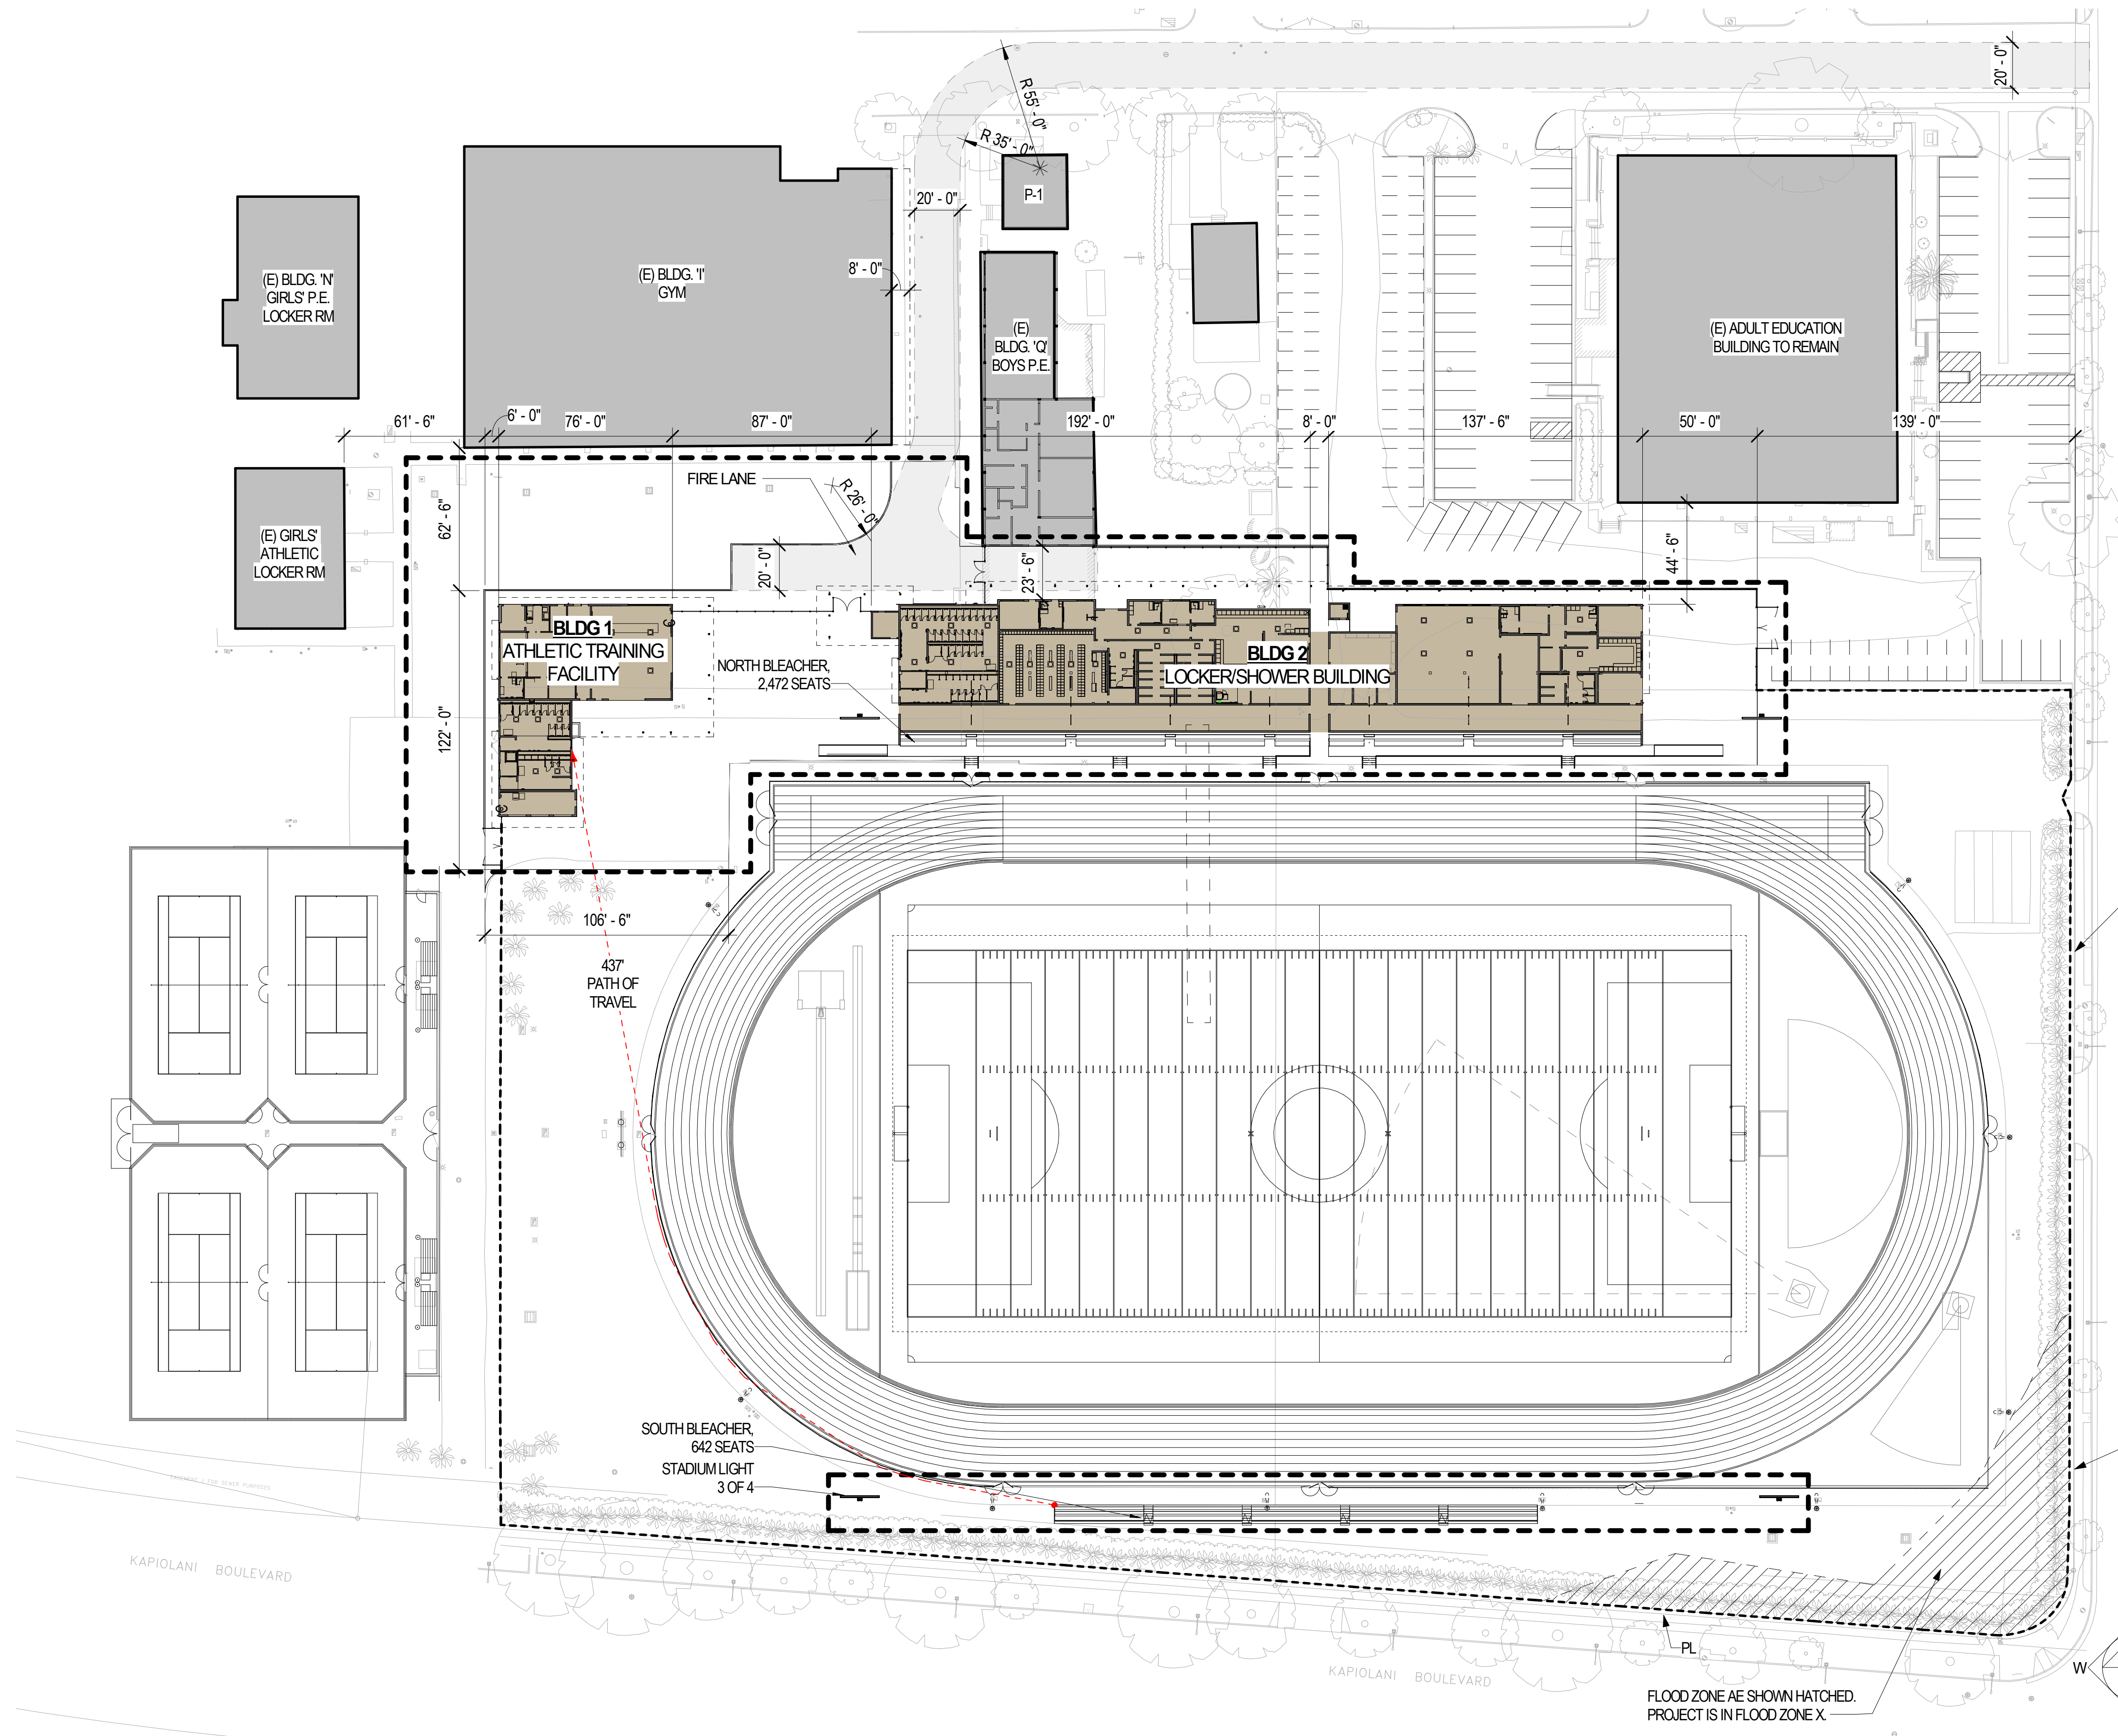 20' - 0"
R 55' - 0"
R 35' - 0"
P-1
20' - 0"
8' - 0"
(E) BLDG. 'N'
GIRLS' P.E.
LOCKER RM
(E) BLDG. 'I'
GYM
(E)
BLDG. 'Q'
BOYS P.E.
(E) ADULT EDUCATION
BUILDING TO REMAIN
61' - 6"
6' - 0"
76' - 0"
87' - 0"
192' - 0"
8' - 0"
137' - 6"
50' - 0"
139' - 0"
FIRE LANE
R 26' - 0"
62' - 6"
(E) GIRLS'
ATHLETIC
LOCKER RM
20' - 0"
23' - 6"
44' - 6"
BLDG 1
ATHLETIC TRAINING
FACILITY
NORTH BLEACHER,
2,472 SEATS
BLDG 2
LOCKER/SHOWER BUILDING
122' - 0"
106' - 6"
437'
PATH OF
TRAVEL
SOUTH BLEACHER,
642 SEATS
STADIUM LIGHT
3 OF 4
KAPIOLANI BOULEVARD
KAPIOLANI BOULEVARD
PL
W
FLOOD ZONE AE SHOWN HATCHED.
PROJECT IS IN FLOOD ZONE X.